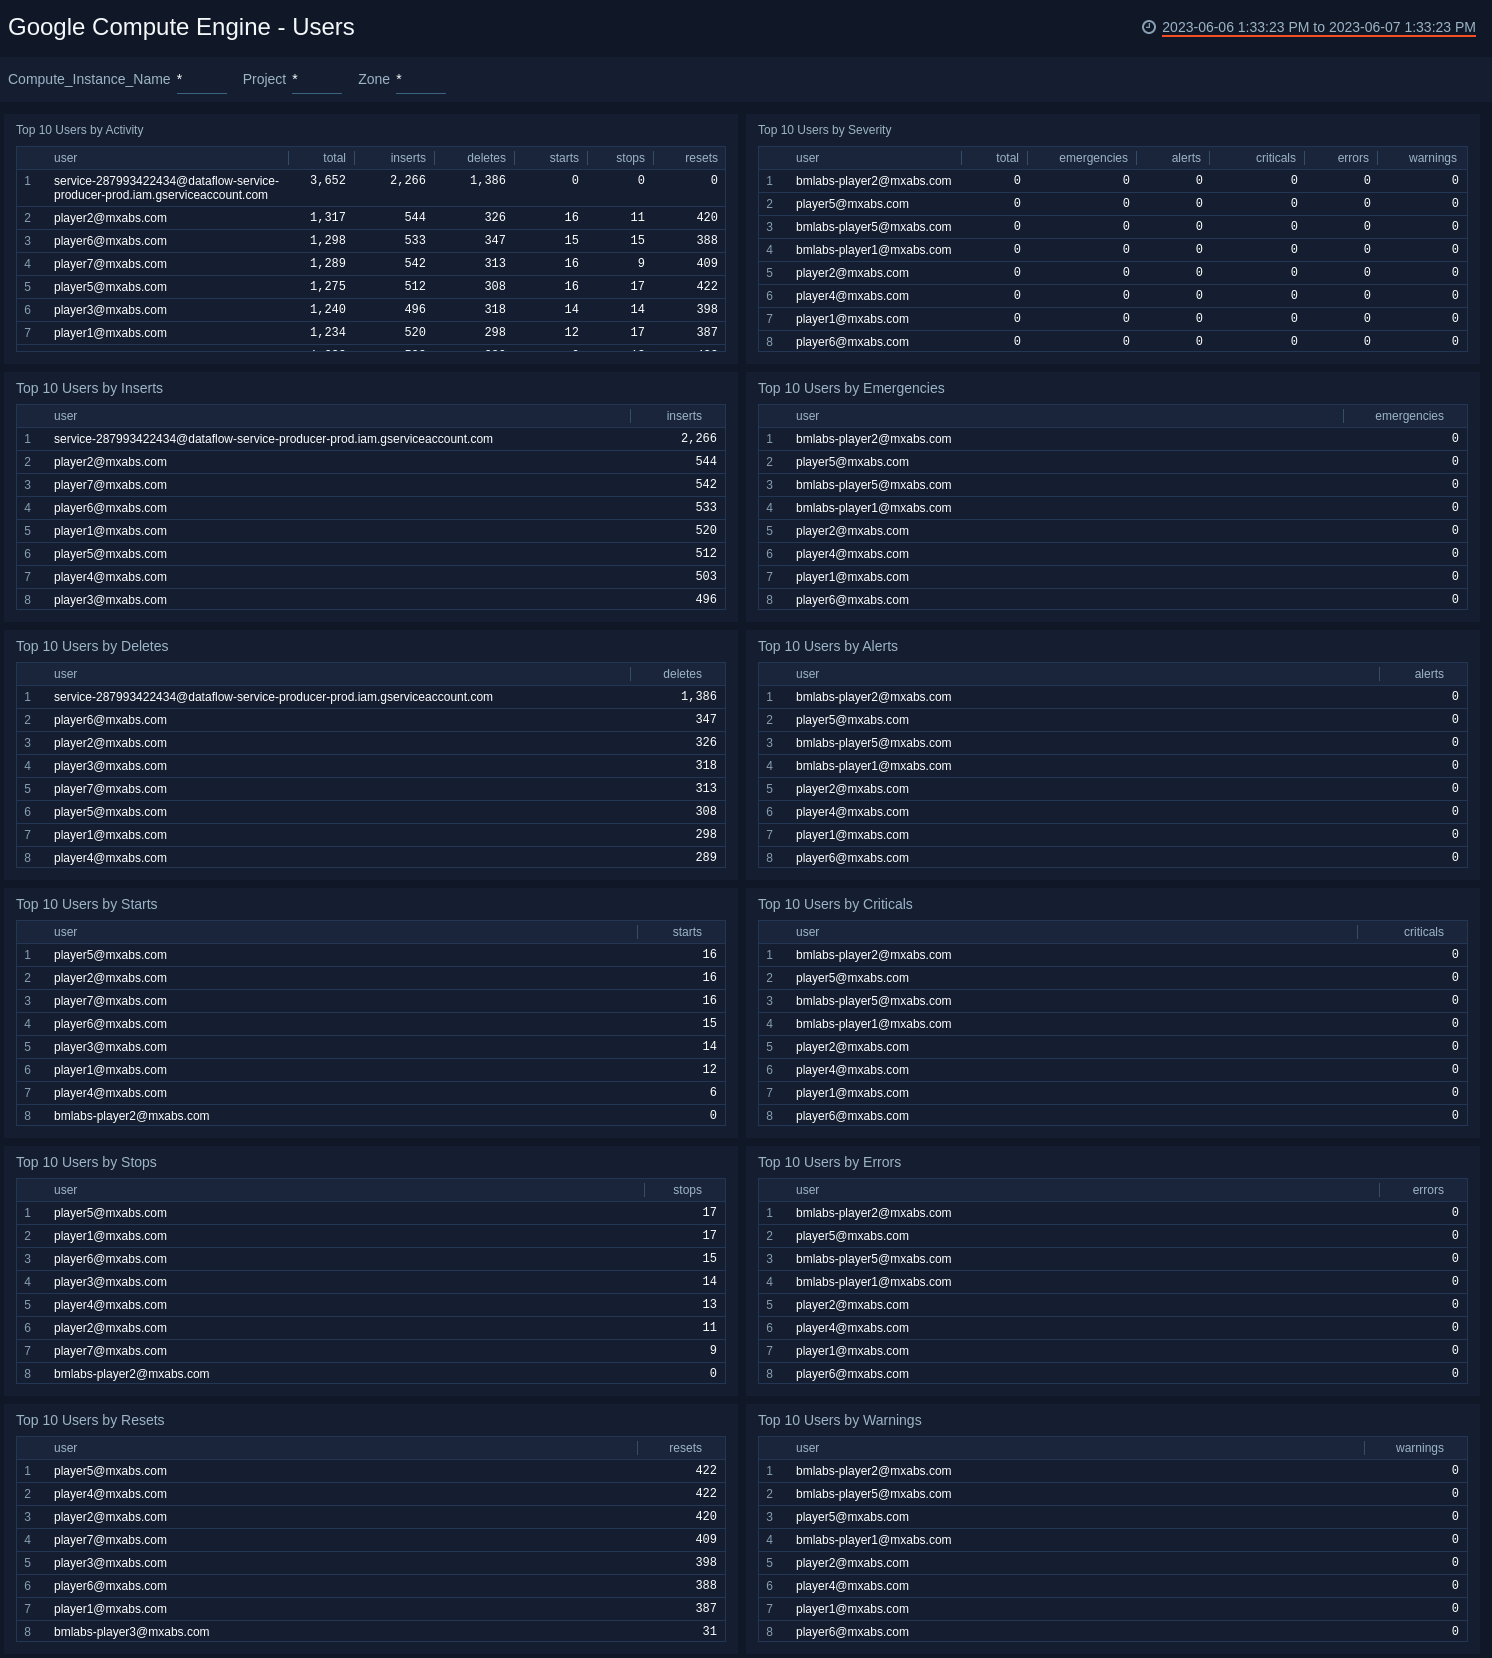 Google Compute Engine - Users
2023-06-06 1:33:23 PM to 2023-06-07 1:33:23 PM
Compute_Instance_Name * Project * Zone *
Top 10 Users by Activity
user total inserts deletes starts stops resets
1 service-287993422434@dataflow-service- 3,652 2,266 1,386 0 0 0
producer-prod.iam.gserviceaccount.com
2 player2@mxabs.com 1,317 544 326 16 11 420
3 player6@mxabs.com 1,298 533 347 15 15 388
4 player7@mxabs.com 1,289 542 313 16 9 409
5 player5@mxabs.com 1,275 512 308 16 17 422
6 player3@mxabs.com 1,240 496 318 14 14 398
7 player1@mxabs.com 1,234 520 298 12 17 387
Top 10 Users by Severity
user total emergencies alerts criticals errors warnings
1 bmlabs-player2@mxabs.com 0 0 0 0 0 0
2 player5@mxabs.com 0 0 0 0 0 0
3 bmlabs-player5@mxabs.com 0 0 0 0 0 0
4 bmlabs-player1@mxabs.com 0 0 0 0 0 0
5 player2@mxabs.com 0 0 0 0 0 0
6 player4@mxabs.com 0 0 0 0 0 0
7 player1@mxabs.com 0 0 0 0 0 0
8 player6@mxabs.com 0 0 0 0 0 0
Top 10 Users by Inserts
user inserts
1 service-287993422434@dataflow-service-producer-prod.iam.gserviceaccount.com 2,266
2 player2@mxabs.com 544
3 player7@mxabs.com 542
4 player6@mxabs.com 533
5 player1@mxabs.com 520
6 player5@mxabs.com 512
7 player4@mxabs.com 503
8 player3@mxabs.com 496
Top 10 Users by Emergencies
user emergencies
1 bmlabs-player2@mxabs.com 0
2 player5@mxabs.com 0
3 bmlabs-player5@mxabs.com 0
4 bmlabs-player1@mxabs.com 0
5 player2@mxabs.com 0
6 player4@mxabs.com 0
7 player1@mxabs.com 0
8 player6@mxabs.com 0
Top 10 Users by Deletes
user deletes
1 service-287993422434@dataflow-service-producer-prod.iam.gserviceaccount.com 1,386
2 player6@mxabs.com 347
3 player2@mxabs.com 326
4 player3@mxabs.com 318
5 player7@mxabs.com 313
6 player5@mxabs.com 308
7 player1@mxabs.com 298
8 player4@mxabs.com 289
Top 10 Users by Alerts
user alerts
1 bmlabs-player2@mxabs.com 0
2 player5@mxabs.com 0
3 bmlabs-player5@mxabs.com 0
4 bmlabs-player1@mxabs.com 0
5 player2@mxabs.com 0
6 player4@mxabs.com 0
7 player1@mxabs.com 0
8 player6@mxabs.com 0
Top 10 Users by Starts
user starts
1 player5@mxabs.com 16
2 player2@mxabs.com 16
3 player7@mxabs.com 16
4 player6@mxabs.com 15
5 player3@mxabs.com 14
6 player1@mxabs.com 12
7 player4@mxabs.com 6
8 bmlabs-player2@mxabs.com 0
Top 10 Users by Criticals
user criticals
1 bmlabs-player2@mxabs.com 0
2 player5@mxabs.com 0
3 bmlabs-player5@mxabs.com 0
4 bmlabs-player1@mxabs.com 0
5 player2@mxabs.com 0
6 player4@mxabs.com 0
7 player1@mxabs.com 0
8 player6@mxabs.com 0
Top 10 Users by Stops
user stops
1 player5@mxabs.com 17
2 player1@mxabs.com 17
3 player6@mxabs.com 15
4 player3@mxabs.com 14
5 player4@mxabs.com 13
6 player2@mxabs.com 11
7 player7@mxabs.com 9
8 bmlabs-player2@mxabs.com 0
Top 10 Users by Errors
user errors
1 bmlabs-player2@mxabs.com 0
2 player5@mxabs.com 0
3 bmlabs-player5@mxabs.com 0
4 bmlabs-player1@mxabs.com 0
5 player2@mxabs.com 0
6 player4@mxabs.com 0
7 player1@mxabs.com 0
8 player6@mxabs.com 0
Top 10 Users by Resets
user resets
1 player5@mxabs.com 422
2 player4@mxabs.com 422
3 player2@mxabs.com 420
4 player7@mxabs.com 409
5 player3@mxabs.com 398
6 player6@mxabs.com 388
7 player1@mxabs.com 387
8 bmlabs-player3@mxabs.com 31
Top 10 Users by Warnings
user warnings
1 bmlabs-player2@mxabs.com 0
2 bmlabs-player5@mxabs.com 0
3 player5@mxabs.com 0
4 bmlabs-player1@mxabs.com 0
5 player2@mxabs.com 0
6 player4@mxabs.com 0
7 player1@mxabs.com 0
8 player6@mxabs.com 0